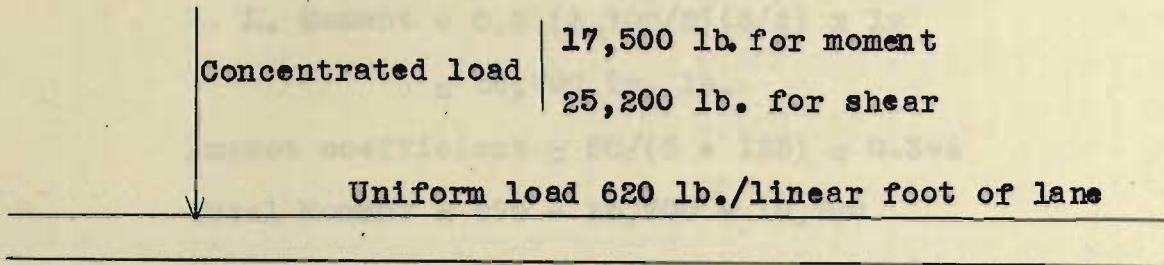 17,500 lb. for moment
Concentrated load
25,200 lb. for shear
Uniform load 620 lb./linear foot of lane